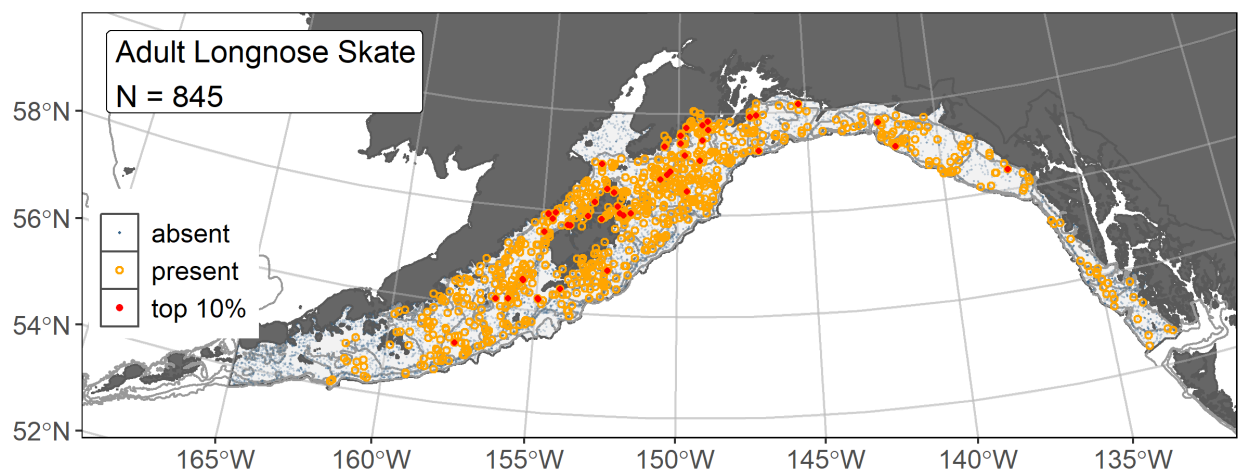 Adult Longnose Skate
N = 845
58°N
56°N
54°N
52°N
absent
present
top 10%
165°W
160°W
155°W
150°W
145°W
140°W
135°W